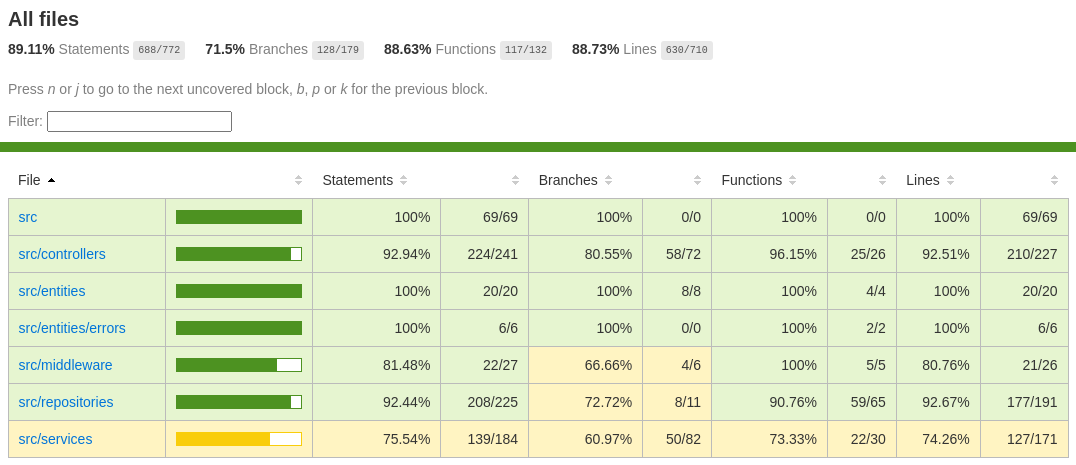 All files
89.11% Statements 688/772 71.5% Branches 128/179 88.63% Functions 117/132 88.73% Lines 630/710
Press n or j to go to the next uncovered block, b, p or k for the previous block.
Filter:
File Statements Branches Functions Lines
src 100% 69/69 100% 0/0 100% 0/0 100% 69/69
src/controllers 92.94% 224/241 80.55% 58/72 96.15% 25/26 92.51% 210/227
src/entities 100% 20/20 100% 8/8 100% 4/4 100% 20/20
src/entities/errors 100% 6/6 100% 0/0 100% 2/2 100% 6/6
src/middleware 81.48% 22/27 66.66% 4/6 100% 5/5 80.76% 21/26
src/repositories 92.44% 208/225 72.72% 8/11 90.76% 59/65 92.67% 177/191
src/services 75.54% 139/184 60.97% 50/82 73.33% 22/30 74.26% 127/171